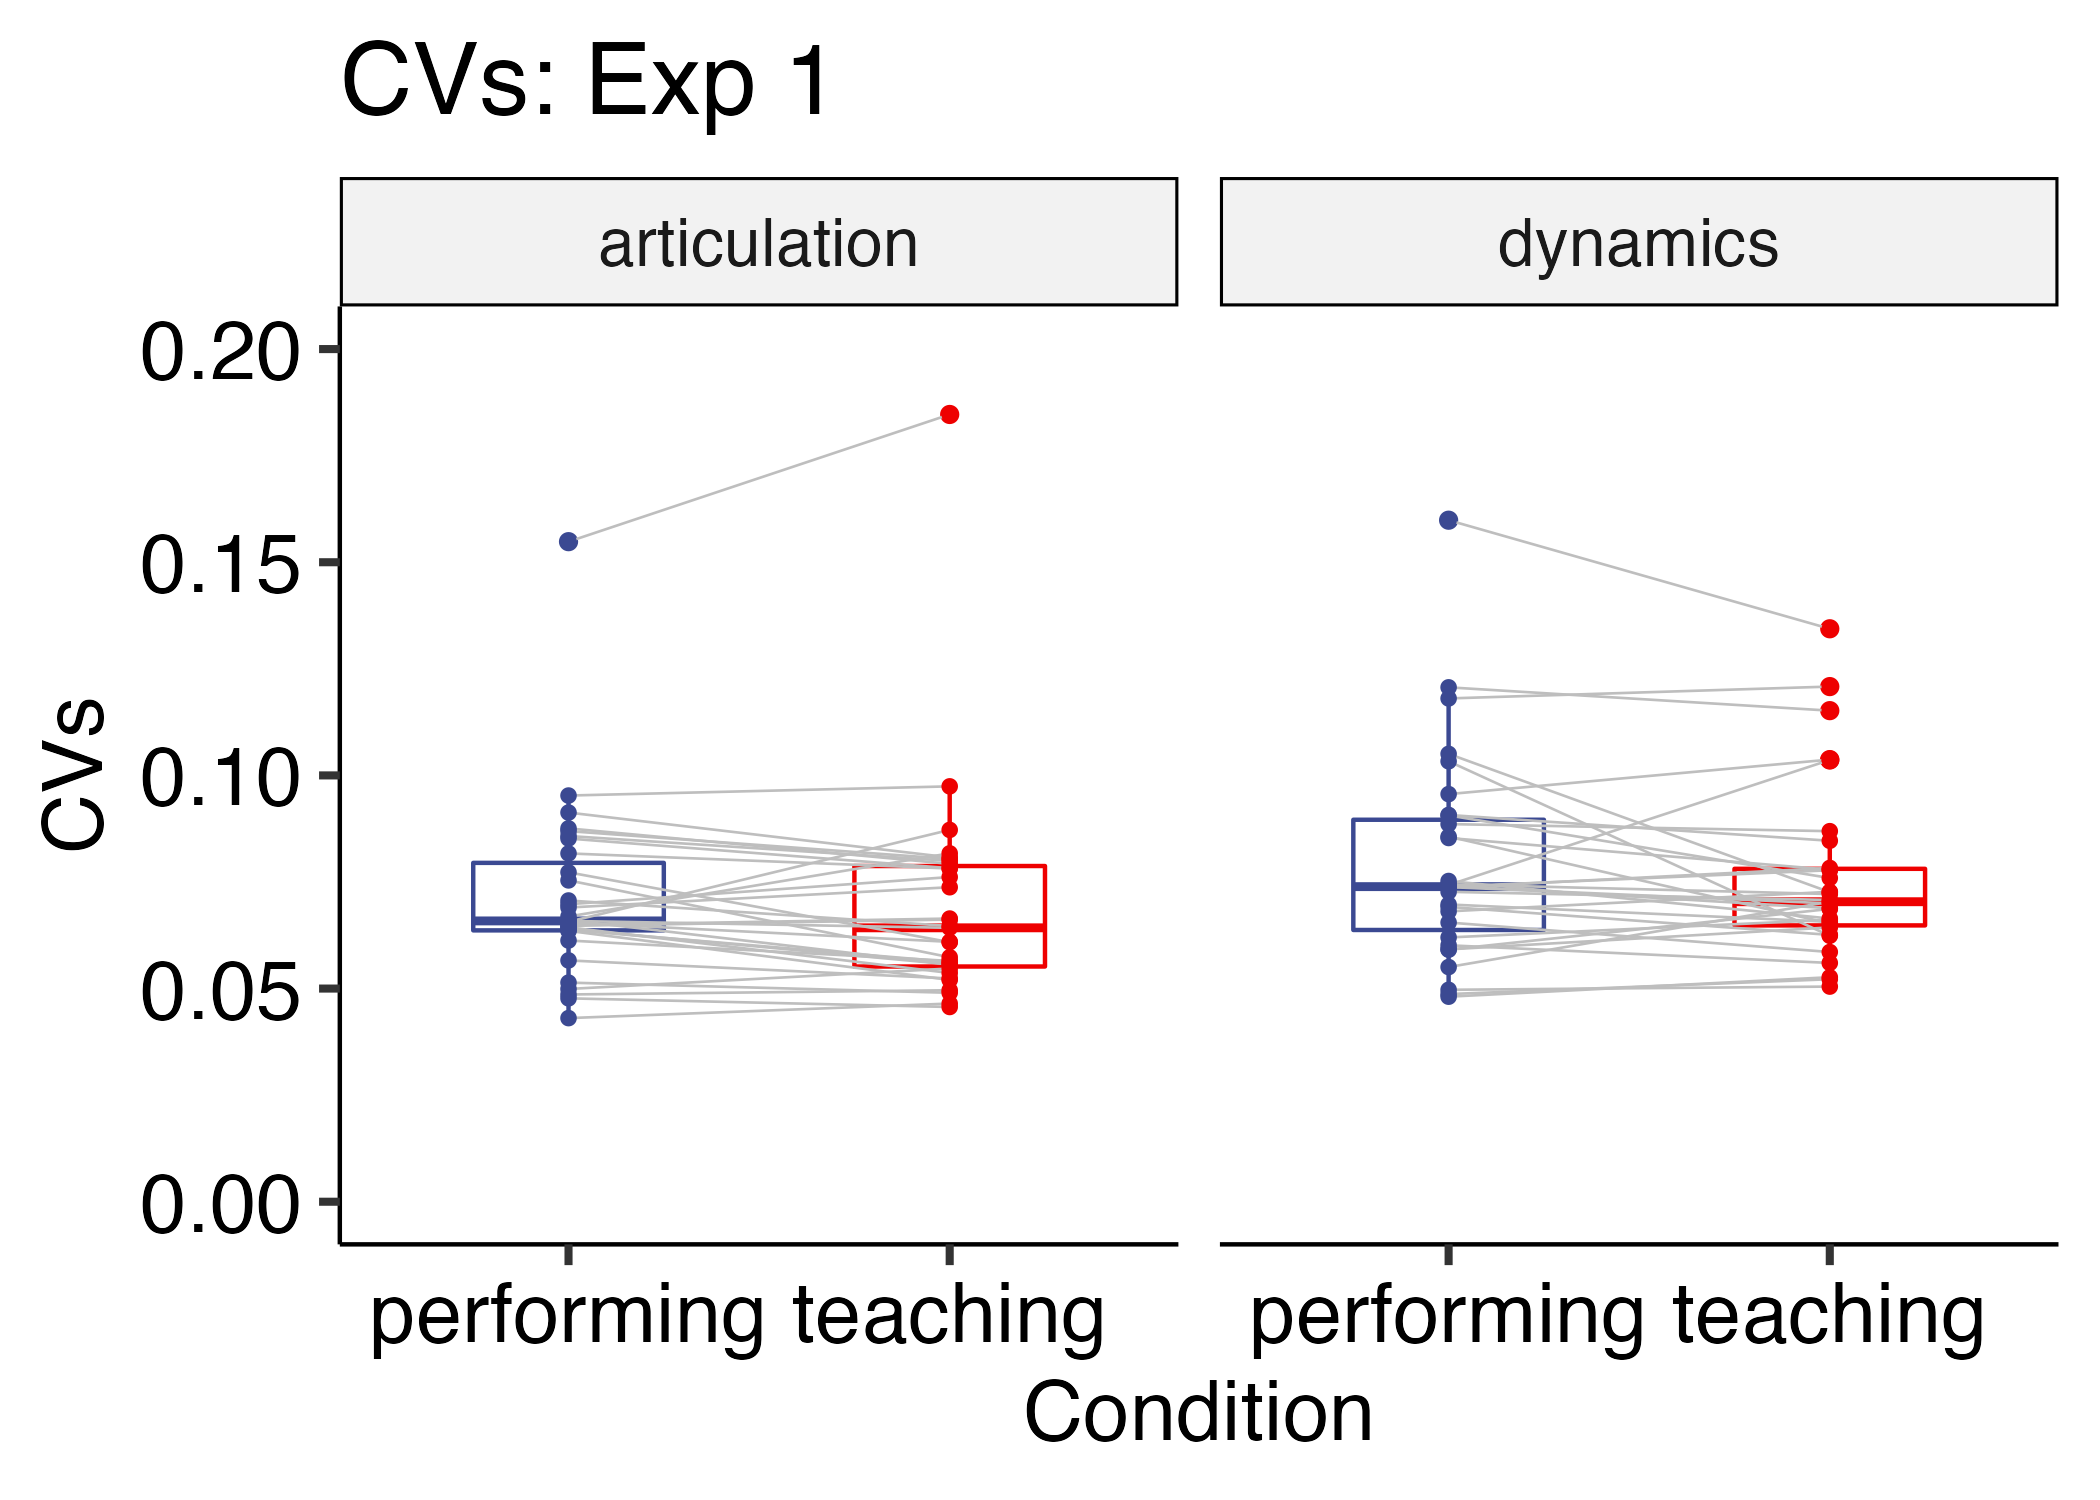 CVs: Exp 1
articulation
dynamics
CVs
0.20
0.15
0.10
0.05
0.00
performing teaching
performing teaching
Condition